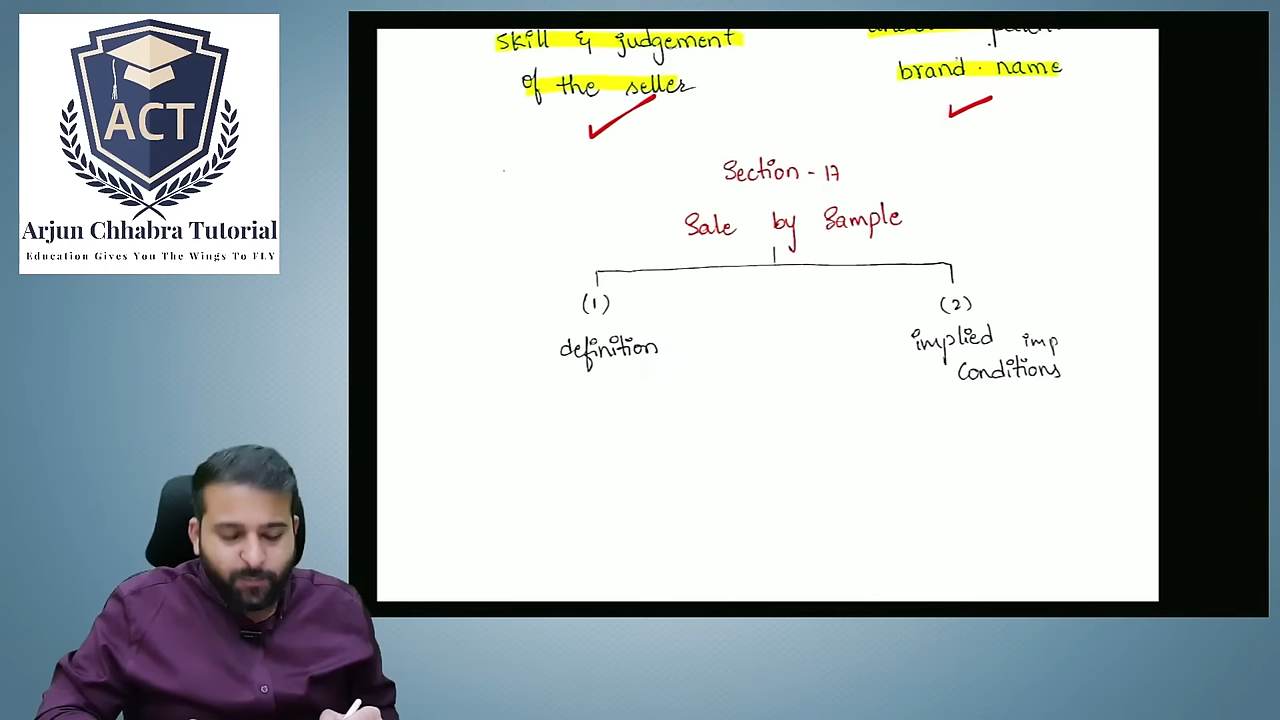 ACT
Arjun Chhabra Tutorial
Education Gives You The Wings To FLY
skill & judgement
of the seller
brand name
Section - 17
Sale by Sample
(1)
definition
(2)
implied imp
conditions